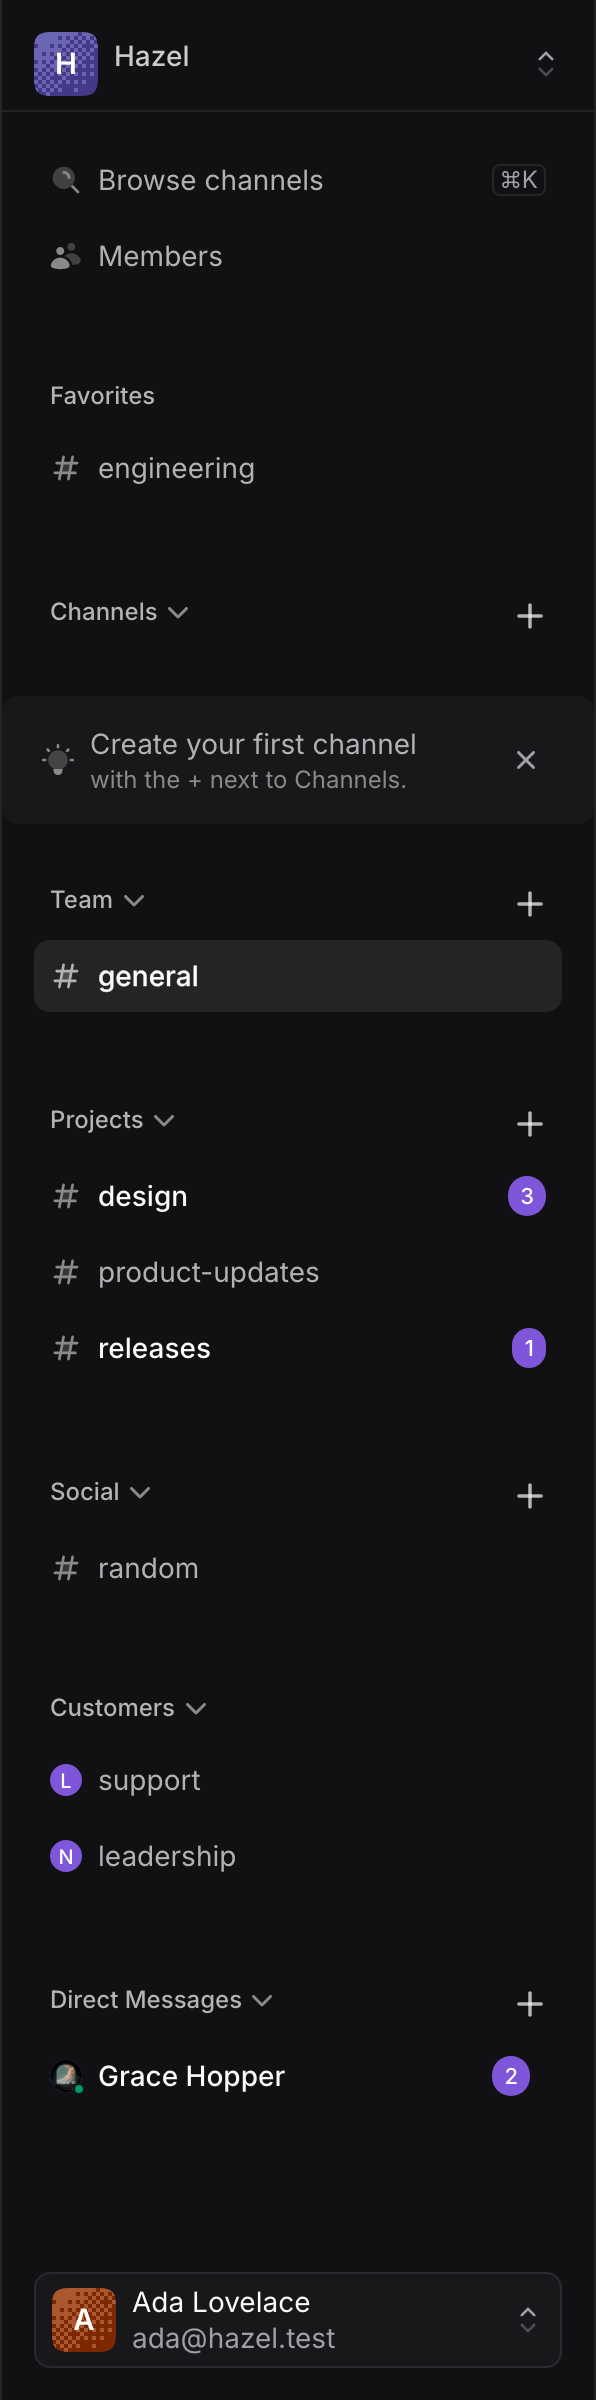 H
Hazel
Browse channels
⌘K
Members
Favorites
# engineering
Channels
Create your first channel
with the + next to Channels.
Team
# general
Projects
# design
3
# product-updates
# releases
1
Social
# random
Customers
L
support
N
leadership
Direct Messages
Grace Hopper
2
A
Ada Lovelace
ada@hazel.test